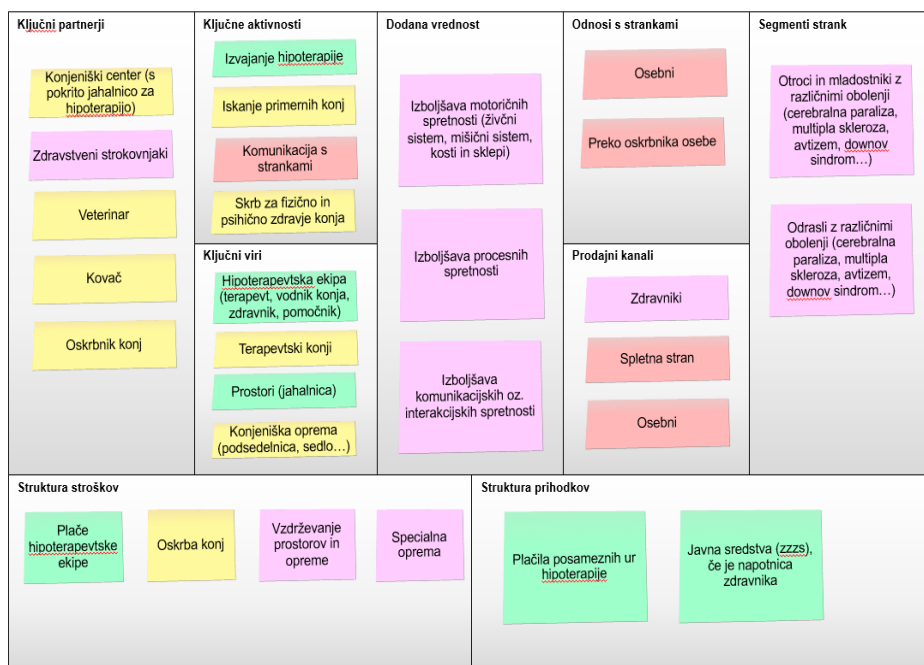 Ključni partnerji
Konjeniški center (s
pokrito jahalnico za
hipoterapijo)
Zdravstveni strokovnjaki
Veterinar
Kovač
Oskrbnik konj
Ključne aktivnosti
Izvajanje hipoterapije
Iskanje primernih konj
Komunikacija s
strankami
Skrb za fizično in
psihično zdravje konja
Ključni viri
Hipoterapevtska ekipa
(terapevt, vodnik konja,
zdravnik, pomočnik)
Terapevtski konji
Prostori (jahalnica)
Konjeniška oprema
(podsedelnica, sedlo…)
Dodana vrednost
Izboljšava motoričnih
spretnosti (živčni
sistem, mišični sistem,
kosti in sklepi)
Izboljšava procesnih
spretnosti
Izboljšava
komunikacijskih oz.
interakcijskih spretnosti
Odnosi s strankami
Osebni
Preko oskrbnika osebe
Prodajni kanali
Zdravniki
Spletna stran
Osebni
Segmenti strank
Otroci in mladostniki z
različnimi obolenji
(cerebralna paraliza,
multipla skleroza,
avtizem, downov
sindrom…)
Odrasli z različnimi
obolenji (cerebralna
paraliza, multipla
skleroza, avtizem,
downov sindrom…)
Struktura stroškov
Plače
hipoterapevtske
ekipe
Oskrba konj
Vzdrževanje
prostorov in
opreme
Specialna
oprema
Struktura prihodkov
Plačila posameznih ur
hipoterapije
Javna sredstva (zzzs),
če je napotnica
zdravnika